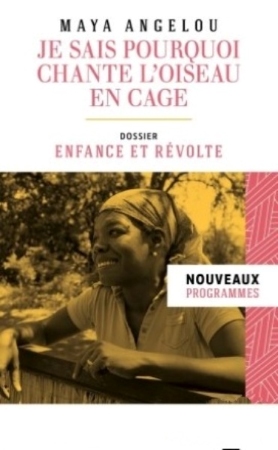 MAYA ANGELOU
JE SAIS POURQUOI
CHANTE L'OISEAU
EN CAGE
DOSSIER
ENFANCE ET RÉVOLTE
NOUVEAUX
PROGRAMMES